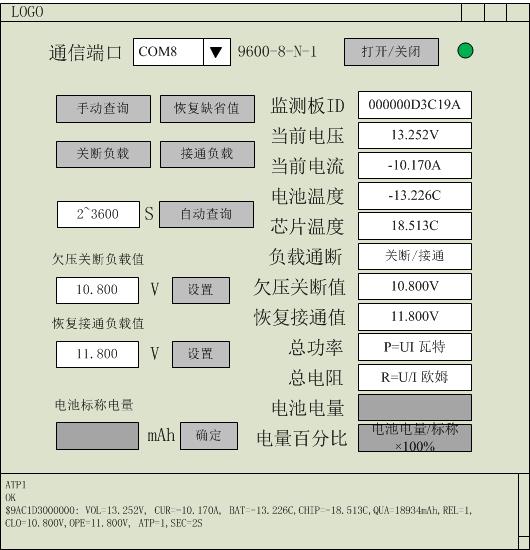 LOGO
通信端口 COM8 9600-8-N-1 打开/关闭
手动查询 恢复缺省值 监测板ID 000000D3C19A
当前电压 13.252V
关断负载 接通负载 当前电流 -10.170A
电池温度 -13.226C
2~3600 S 自动查询 芯片温度 18.513C
负载通断 关断/接通
欠压关断负载值
10.800 V 设置 欠压关断值 10.800V
恢复接通负载值 恢复接通值 11.800V
11.800 V 设置 总功率 P=UI 瓦特
总电阻 R=U/I 欧姆
电池标称电量 电池电量
mAh 确定 电量百分比 电池电量/标称
×100%
ATP1
OK
$9AC1D3000000: VOL=13.252V, CUR=-10.170A, BAT=-13.226C,CHIP=-18.513C,QUA=18934mAh,REL=1,
CLO=10.800V,OPE=11.800V, ATP=1,SEC=2S